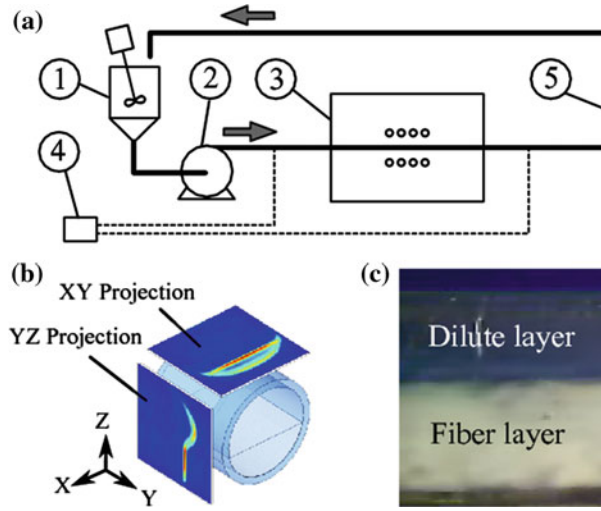 (a)
1
2
3
5
4
(b)
XY Projection
YZ Projection
Z
X
Y
(c)
Dilute layer
Fiber layer